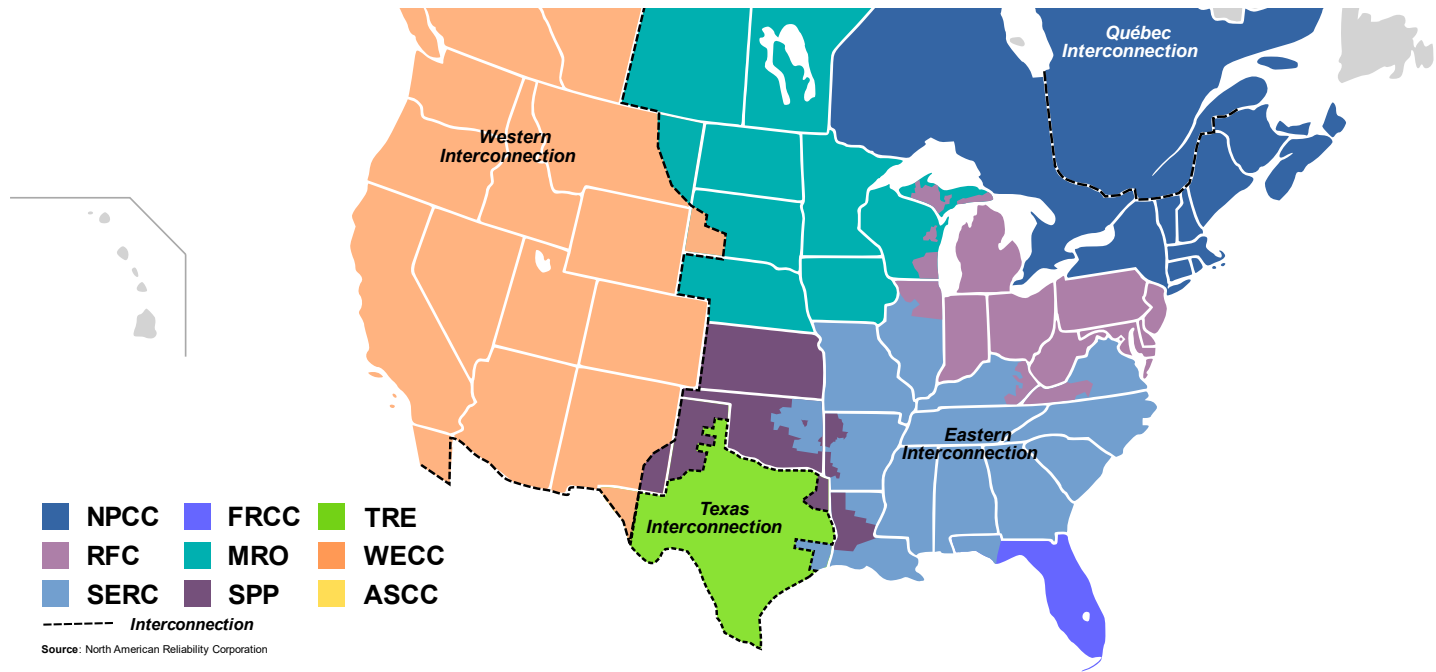 Québec
Interconnection
Western
Interconnection
Eastern
Interconnection
Texas
Interconnection
NPCC FRCC TRE
RFC MRO WECC
SERC SPP ASCC
Interconnection
Source: North American Reliability Corporation